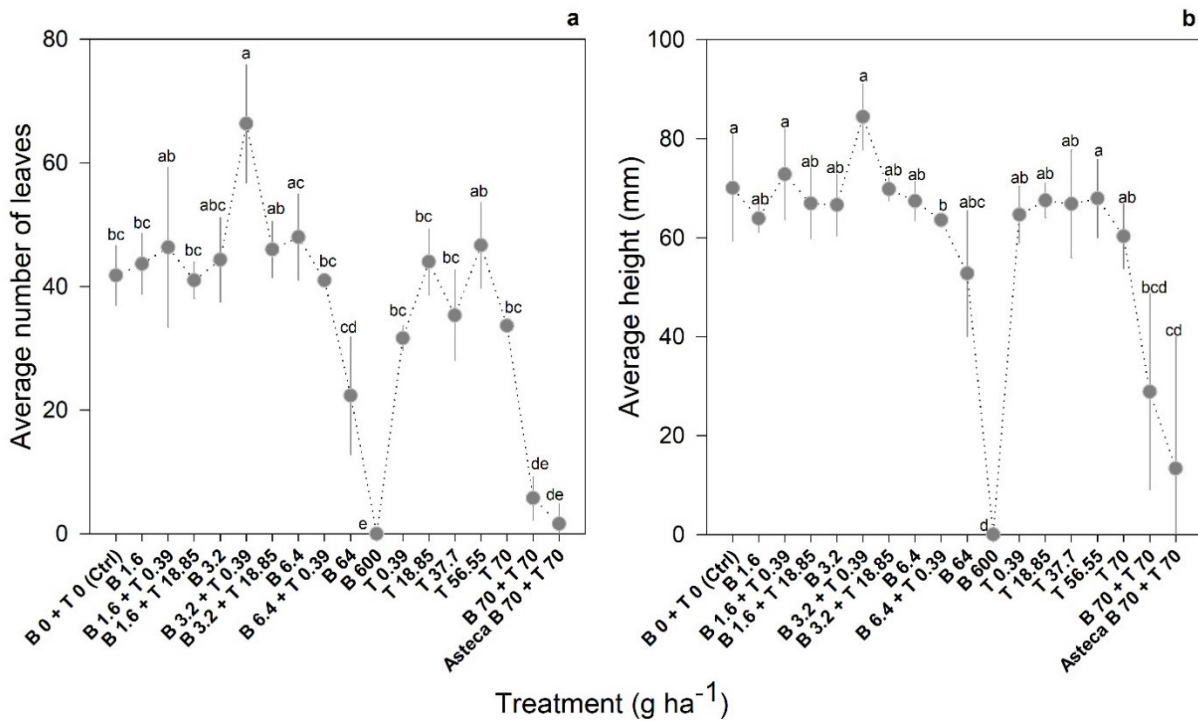 a
Average number of leaves
80
60
40
20
0
bc
bc
ab
bc
abc
a
bc
ac
bc
cd
e
bc
bc
bc
ab
bc
de
de
B 0 + T 0 (Ctrl)
B 1.6
B 1.6 + T 0.39
B 1.6 + T 18.85
B 3.2
B 3.2 + T 0.39
B 3.2 + T 18.85
B 6.4
B 6.4 + T 0.39
B 64
B 600
T 0.39
T 18.85
T 37.7
T 56.55
T 70
B 70 + T 70
Asteca B 70 + T 70
b
Average height (mm)
100
80
60
40
20
0
a
ab
a
ab
ab
a
ab
ab
b
abc
d
ab
ab
ab
a
ab
bcd
cd
B 0 + T 0 (Ctrl)
B 1.6
B 1.6 + T 0.39
B 1.6 + T 18.85
B 3.2
B 3.2 + T 0.39
B 3.2 + T 18.85
B 6.4
B 6.4 + T 0.39
B 64
B 600
T 0.39
T 18.85
T 37.7
T 56.55
T 70
B 70 + T 70
Asteca B 70 + T 70
Treatment (g ha⁻¹)